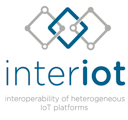 interiot
interoperability of heterogeneous
IoT platforms